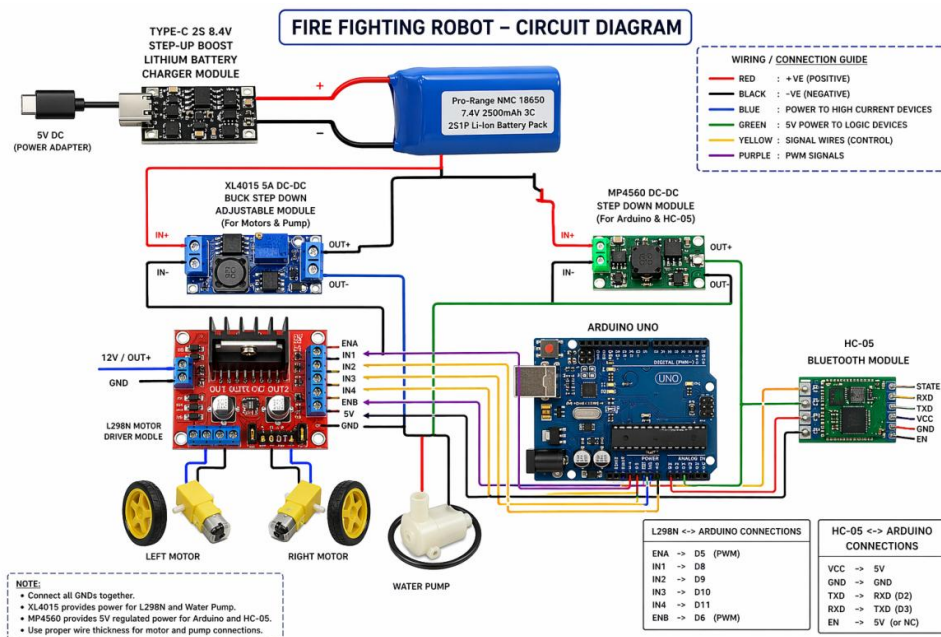 FIRE FIGHTING ROBOT – CIRCUIT DIAGRAM
TYPE-C 2S 8.4V
STEP-UP BOOST
LITHIUM BATTERY
CHARGER MODULE
5V DC
(POWER ADAPTER)
+
–
Pro-Range NMC 18650
7.4V 2500mAh 3C
2S1P Li-Ion Battery Pack
WIRING / CONNECTION GUIDE
RED : +VE (POSITIVE)
BLACK : -VE (NEGATIVE)
BLUE : POWER TO HIGH CURRENT DEVICES
GREEN : 5V POWER TO LOGIC DEVICES
YELLOW : SIGNAL WIRES (CONTROL)
PURPLE : PWM SIGNALS
XL4015 5A DC-DC
BUCK STEP DOWN
ADJUSTABLE MODULE
(For Motors & Pump)
IN+
IN-
OUT+
OUT-
MP4560 DC-DC
STEP DOWN MODULE
(For Arduino & HC-05)
IN+
IN-
OUT+
OUT-
12V / OUT+
GND
L298N MOTOR
DRIVER MODLE
ENA
IN1
IN2
IN3
IN4
ENB
5V
GND
ARDUINO UNO
UNO
POWER
ANALOG IN
HC-05
BLUETOOTH MODULE
STATE
RXD
TXD
VCC
GND
EN
LEFT MOTOR
RIGHT MOTOR
WATER PUMP
L298N <-> ARDUINO CONNECTIONS
ENA -> D5 (PWM)
IN1 -> D8
IN2 -> D9
IN3 -> D10
IN4 -> D11
ENB -> D6 (PWM)
HC-05 <-> ARDUINO
CONNECTIONS
VCC -> 5V
GND -> GND
TXD -> RXD (D2)
RXD -> TXD (D3)
EN -> 5V (or NC)
NOTE:
• Connect all GNDs together.
• XL4015 provides power for L298N and Water Pump.
• MP4560 provides 5V regulated power for Arduino and HC-05.
• Use proper wire thickness for motor and pump connections.